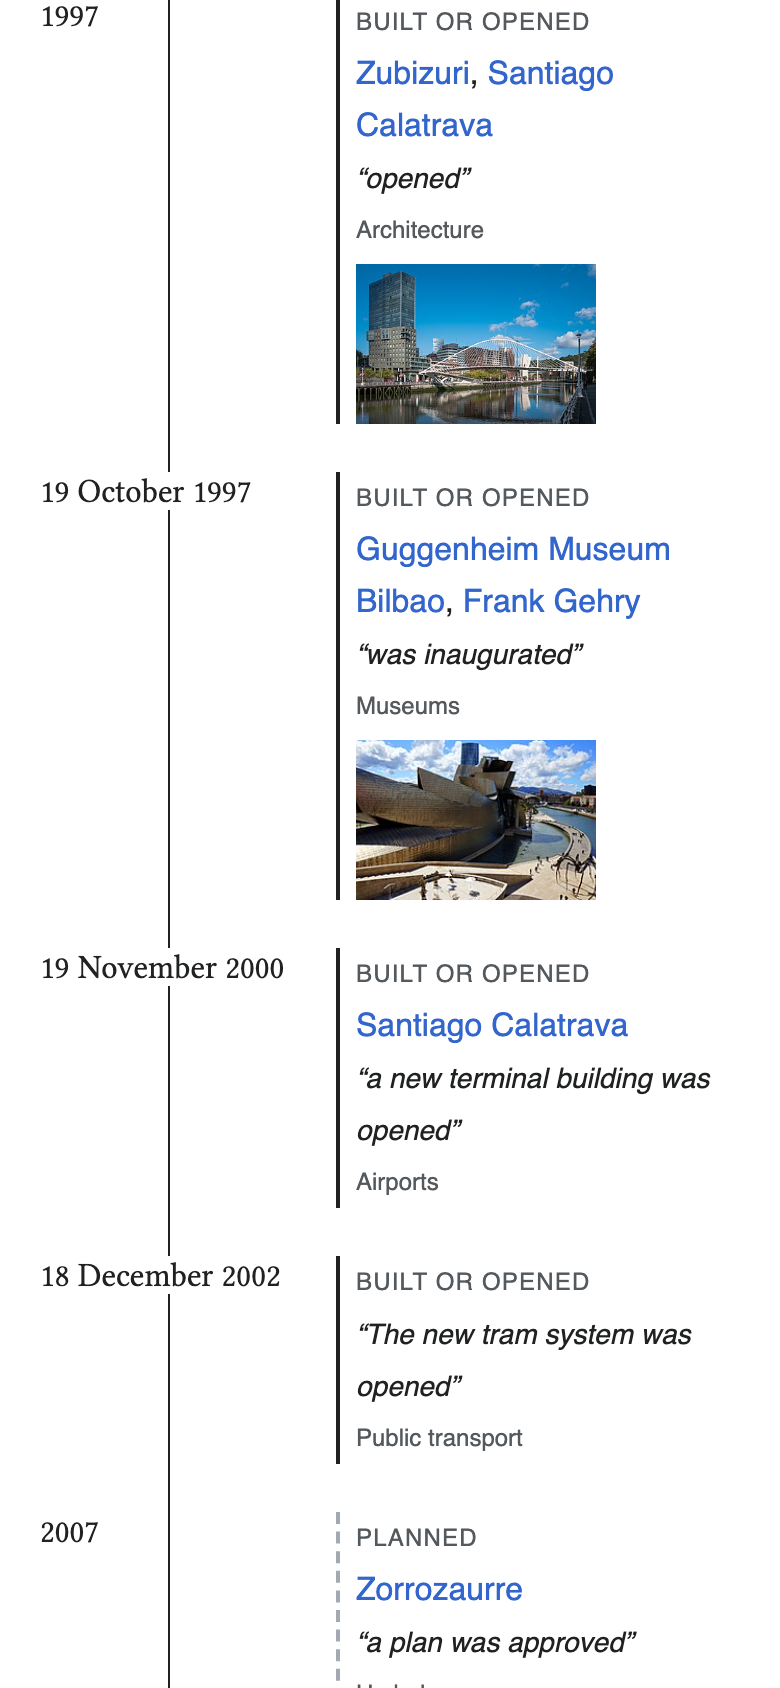 1997
BUILT OR OPENED
Zubizuri, Santiago
Calatrava
“opened”
Architecture
19 October 1997
BUILT OR OPENED
Guggenheim Museum
Bilbao, Frank Gehry
“was inaugurated”
Museums
19 November 2000
BUILT OR OPENED
Santiago Calatrava
“a new terminal building was
opened”
Airports
18 December 2002
BUILT OR OPENED
“The new tram system was
opened”
Public transport
2007
PLANNED
Zorrozaurre
“a plan was approved”